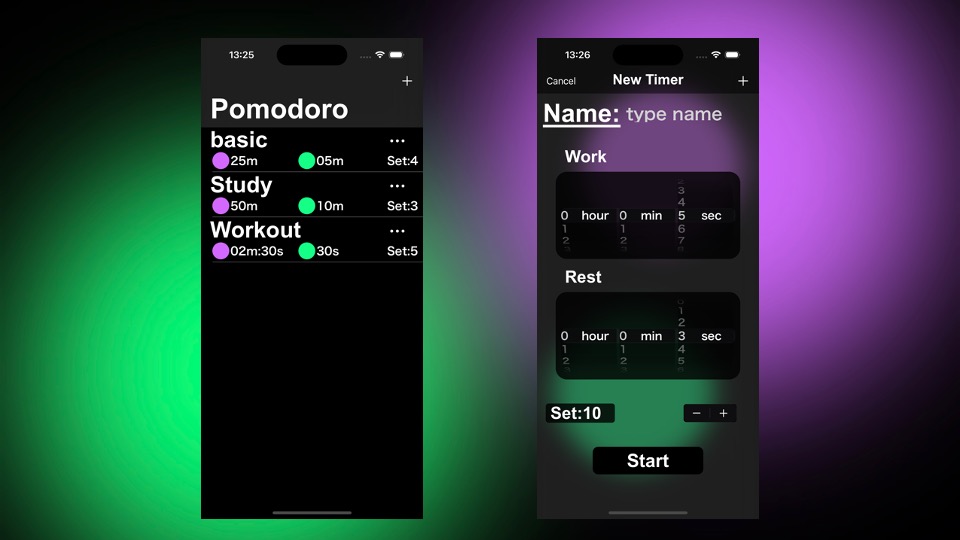 13:25
+
Pomodoro
basic ...
25m 05m Set:4
Study ...
50m 10m Set:3
Workout ...
02m:30s 30s Set:5
13:26
Cancel New Timer +
Name: type name
Work
3
4
0 hour 0 min 5 sec
1 1 6
2 2 7
Rest
1
2
0 hour 0 min 3 sec
1 1 4
2 2 5
Set:10 − +
Start